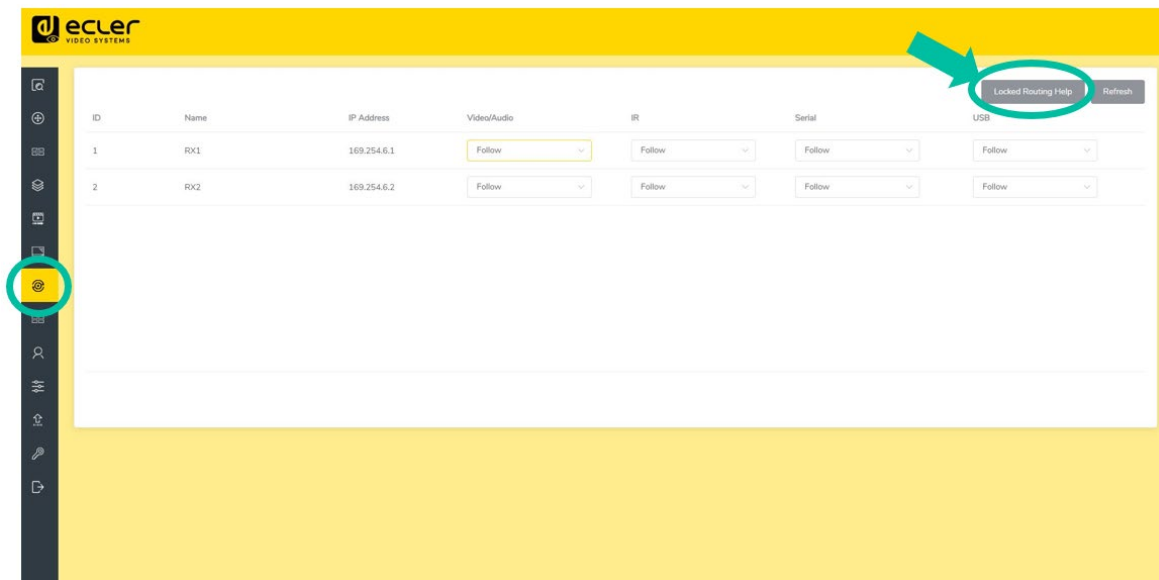 ecler
VIDEO SYSTEMS
Locked Routing Help Refresh
ID Name IP Address Video/Audio IR Serial USB
1 RX1 169.254.6.1 Follow Follow Follow Follow
2 RX2 169.254.6.2 Follow Follow Follow Follow